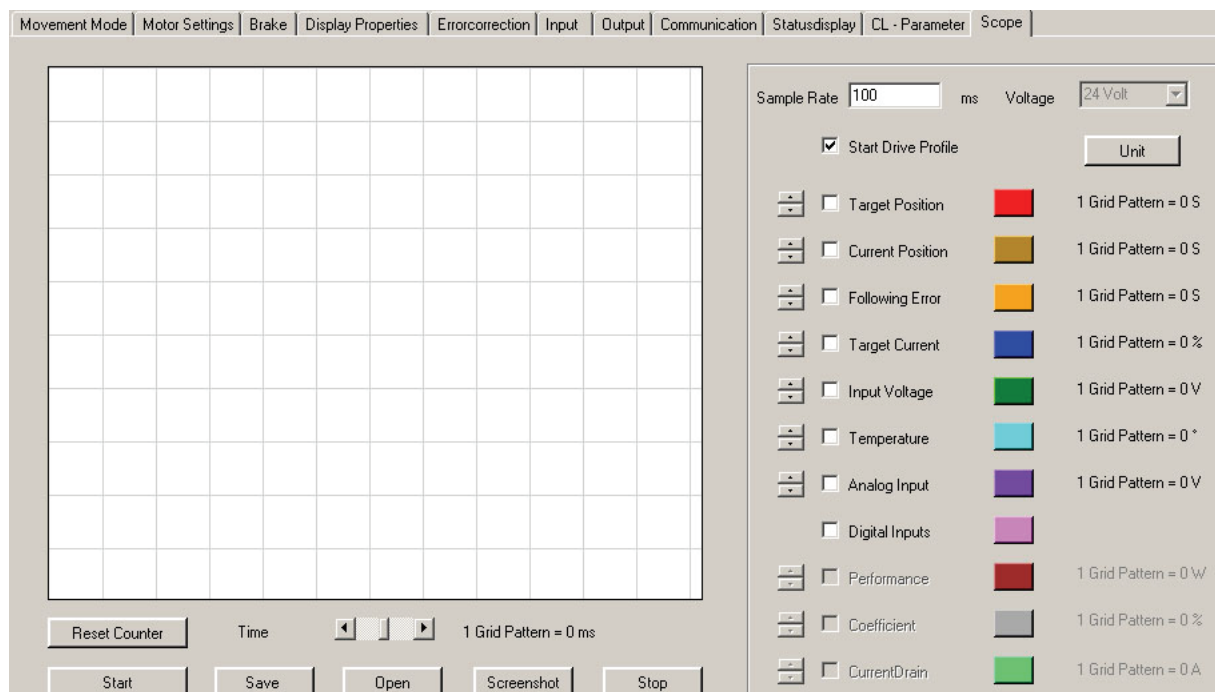 Movement Mode Motor Settings Brake Display Properties Errorcorrection Input Output Communication Statusdisplay CL - Parameter Scope
Sample Rate 100 ms Voltage 24 Volt
Start Drive Profile Unit
Target Position 1 Grid Pattern = 0 S
Current Position 1 Grid Pattern = 0 S
Following Error 1 Grid Pattern = 0 S
Target Current 1 Grid Pattern = 0 %
Input Voltage 1 Grid Pattern = 0 V
Temperature 1 Grid Pattern = 0 °
Analog Input 1 Grid Pattern = 0 V
Digital Inputs
Performance 1 Grid Pattern = 0 W
Coefficient 1 Grid Pattern = 0 %
CurrentDrain 1 Grid Pattern = 0 A
Reset Counter Time 1 Grid Pattern = 0 ms
Start Save Open Screenshot Stop